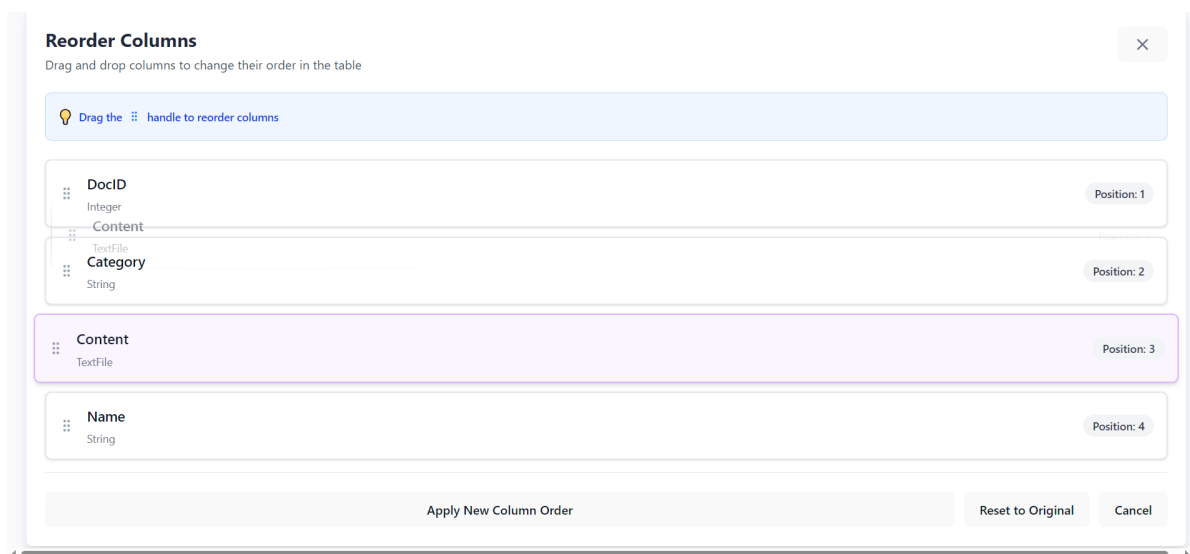 Reorder Columns
Drag and drop columns to change their order in the table
Drag the ⠿ handle to reorder columns
DocID
Integer
Position: 1
Content
TextFile
Category
String
Position: 2
Content
TextFile
Position: 3
Name
String
Position: 4
Apply New Column Order
Reset to Original
Cancel